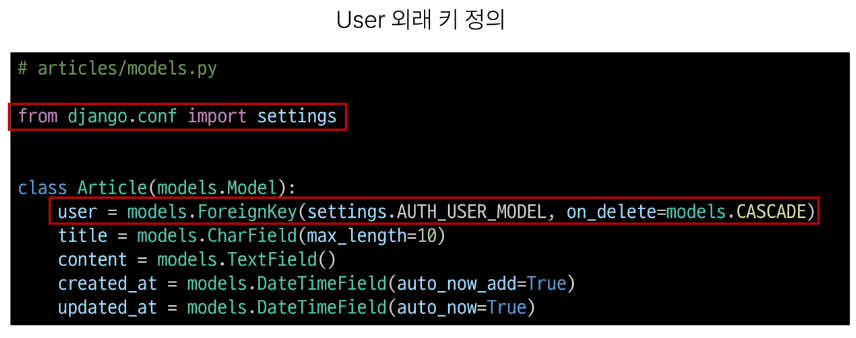 User 외래 키 정의
# articles/models.py
from django.conf import settings
class Article(models.Model):
    user = models.ForeignKey(settings.AUTH_USER_MODEL, on_delete=models.CASCADE)
    title = models.CharField(max_length=10)
    content = models.TextField()
    created_at = models.DateTimeField(auto_now_add=True)
    updated_at = models.DateTimeField(auto_now=True)